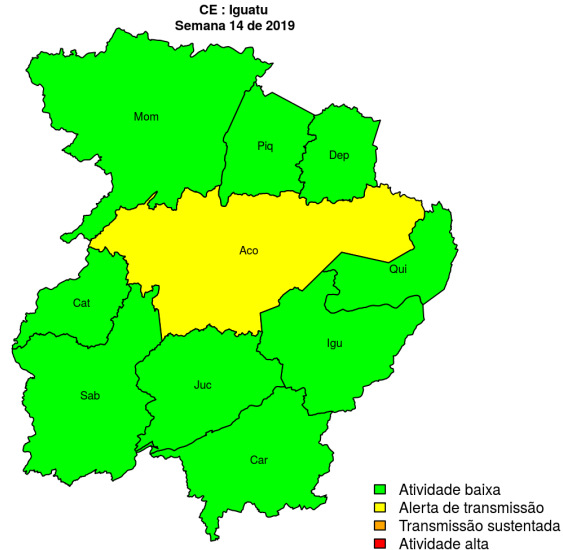 CE : Iguatu
Semana 14 de 2019
Mom
Piq
Dep
Aco
Qui
Cat
Igu
Juc
Sab
Car
Atividade baixa
Alerta de transmissão
Transmissão sustentada
Atividade alta